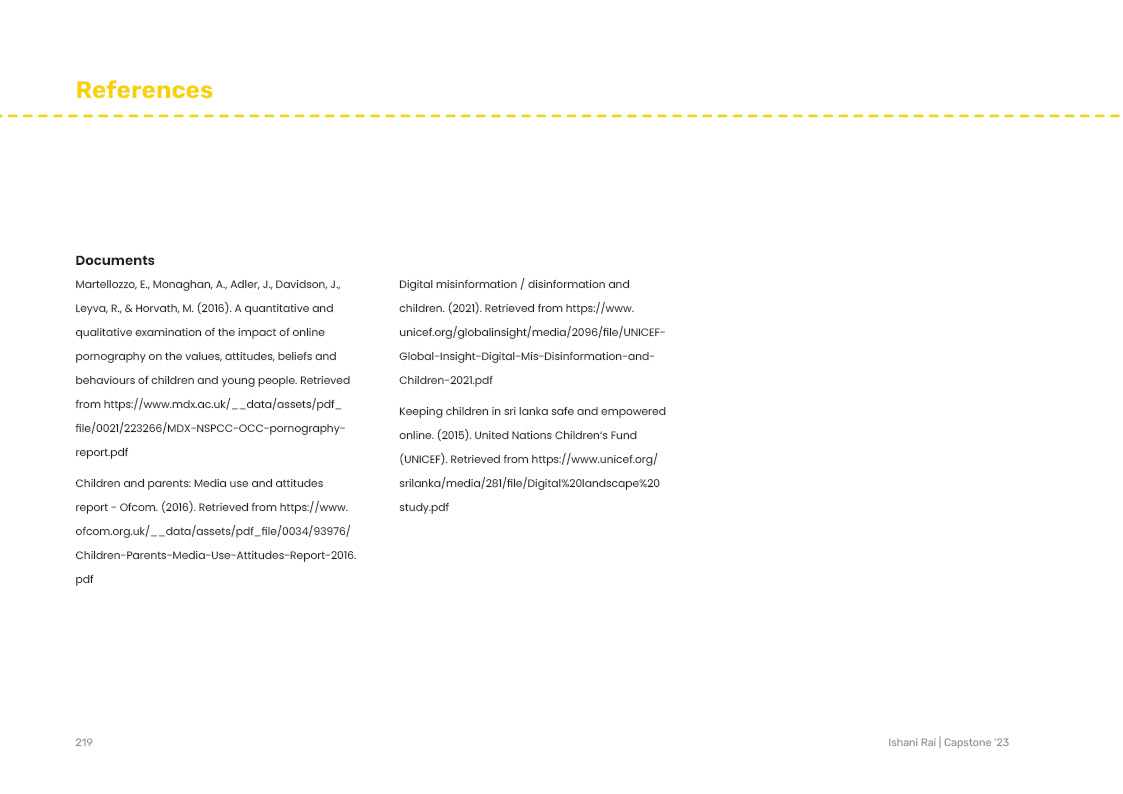 References
Documents
Martellozzo, E., Monaghan, A., Adler, J., Davidson, J.,
Leyva, R., & Horvath, M. (2016). A quantitative and
qualitative examination of the impact of online
pornography on the values, attitudes, beliefs and
behaviours of children and young people. Retrieved
from https://www.mdx.ac.uk/__data/assets/pdf_
file/0021/223266/MDX-NSPCC-OCC-pornography-
report.pdf
Children and parents: Media use and attitudes
report - Ofcom. (2016). Retrieved from https://www.
ofcom.org.uk/__data/assets/pdf_file/0034/93976/
Children-Parents-Media-Use-Attitudes-Report-2016.
pdf
Digital misinformation / disinformation and
children. (2021). Retrieved from https://www.
unicef.org/globalinsight/media/2096/file/UNICEF-
Global-Insight-Digital-Mis-Disinformation-and-
Children-2021.pdf
Keeping children in sri lanka safe and empowered
online. (2015). United Nations Children's Fund
(UNICEF). Retrieved from https://www.unicef.org/
srilanka/media/281/file/Digital%20landscape%20
study.pdf
219
Ishani Rai | Capstone '23